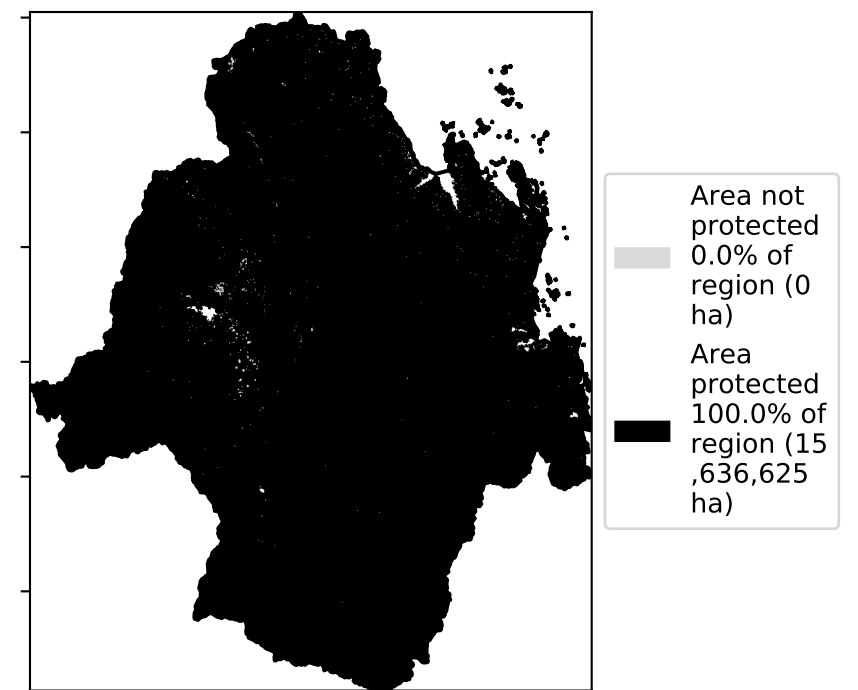 Area not
protected
0.0% of
region (0
ha)
Area
protected
100.0% of
region (15
,636,625
ha)